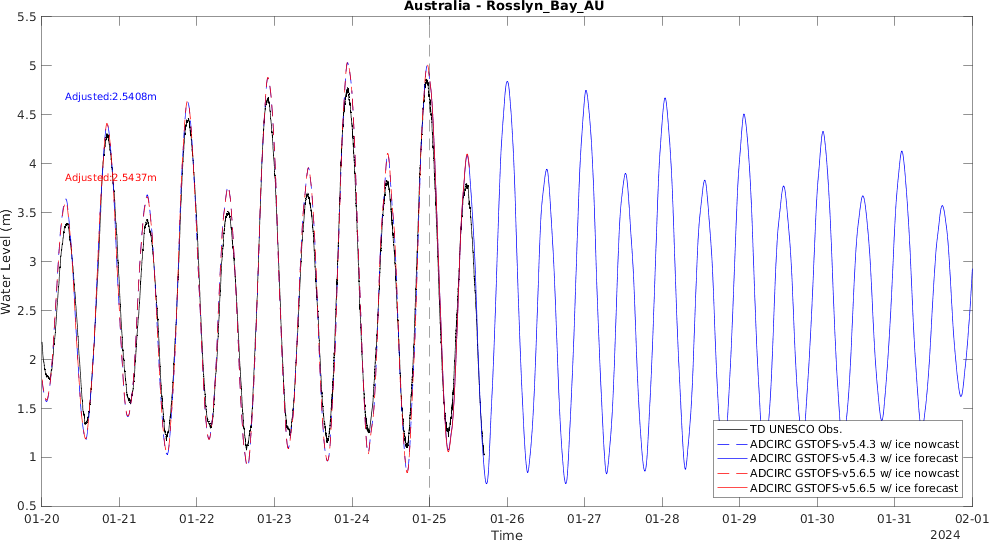 Australia - Rosslyn_Bay_AU
5.5
5
4.5
4
3.5
3
2.5
2
1.5
1
0.5
Water Level (m)
Adjusted:2.5408m
Adjusted:2.5437m
TD UNESCO Obs.
ADCIRC GSTOFS-v5.4.3 w/ ice nowcast
ADCIRC GSTOFS-v5.4.3 w/ ice forecast
ADCIRC GSTOFS-v5.6.5 w/ ice nowcast
ADCIRC GSTOFS-v5.6.5 w/ ice forecast
01-20 01-21 01-22 01-23 01-24 01-25 01-26 01-27 01-28 01-29 01-30 01-31 02-01
Time
2024